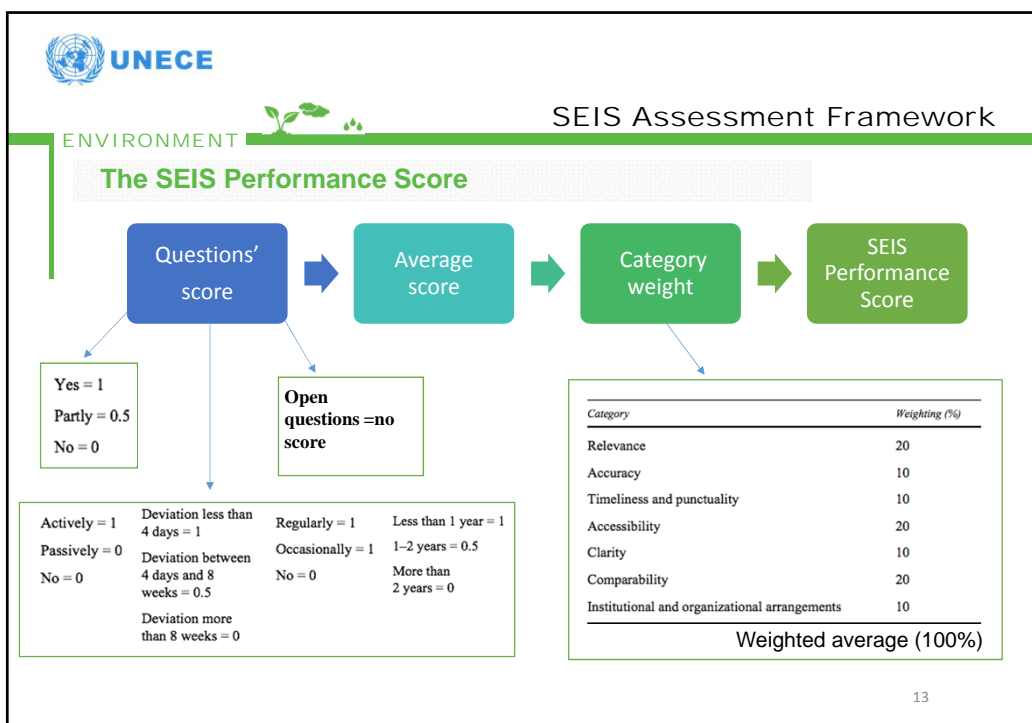 UNECE
SEIS Assessment Framework
ENVIRONMENT
The SEIS Performance Score
Questions'
score
Average
score
Category
weight
SEIS
Performance
Score
Yes = 1
Partly = 0.5
No = 0
Open
questions =no
score
Actively = 1
Passively = 0
No = 0
Deviation less than
4 days = 1
Deviation between
4 days and 8
weeks = 0.5
Deviation more
than 8 weeks = 0
Regularly = 1
Occasionally = 1
No = 0
Less than 1 year = 1
1–2 years = 0.5
More than
2 years = 0
Category Weighting (%)
Relevance 20
Accuracy 10
Timeliness and punctuality 10
Accessibility 20
Clarity 10
Comparability 20
Institutional and organizational arrangements 10
Weighted average (100%)
13